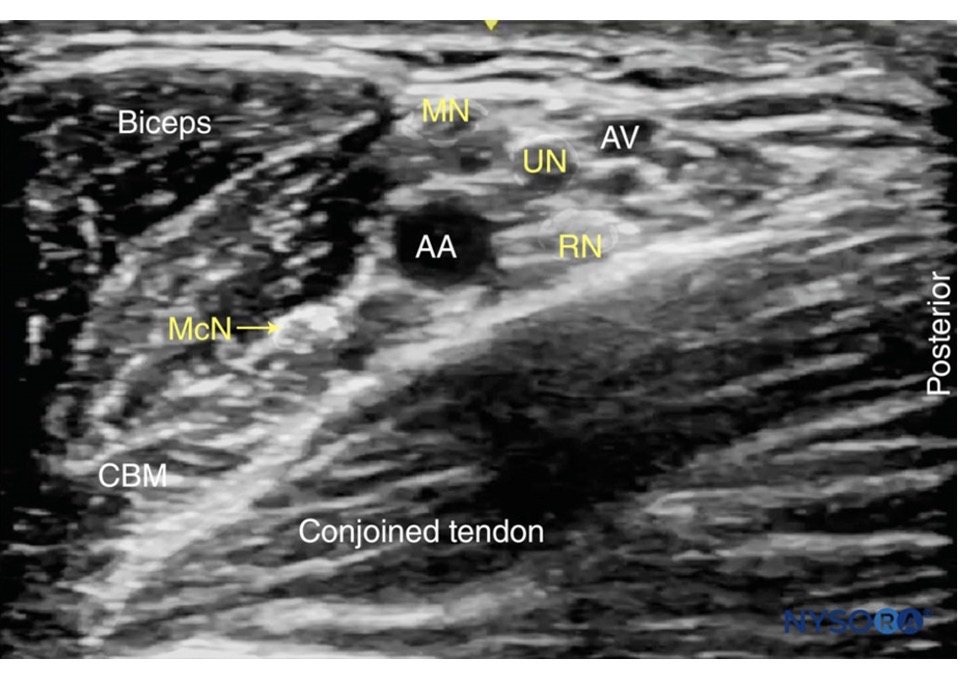 MN
Biceps
AV
UN
AA
RN
McN
Posterior
CBM
Conjoined tendon
NYSORA